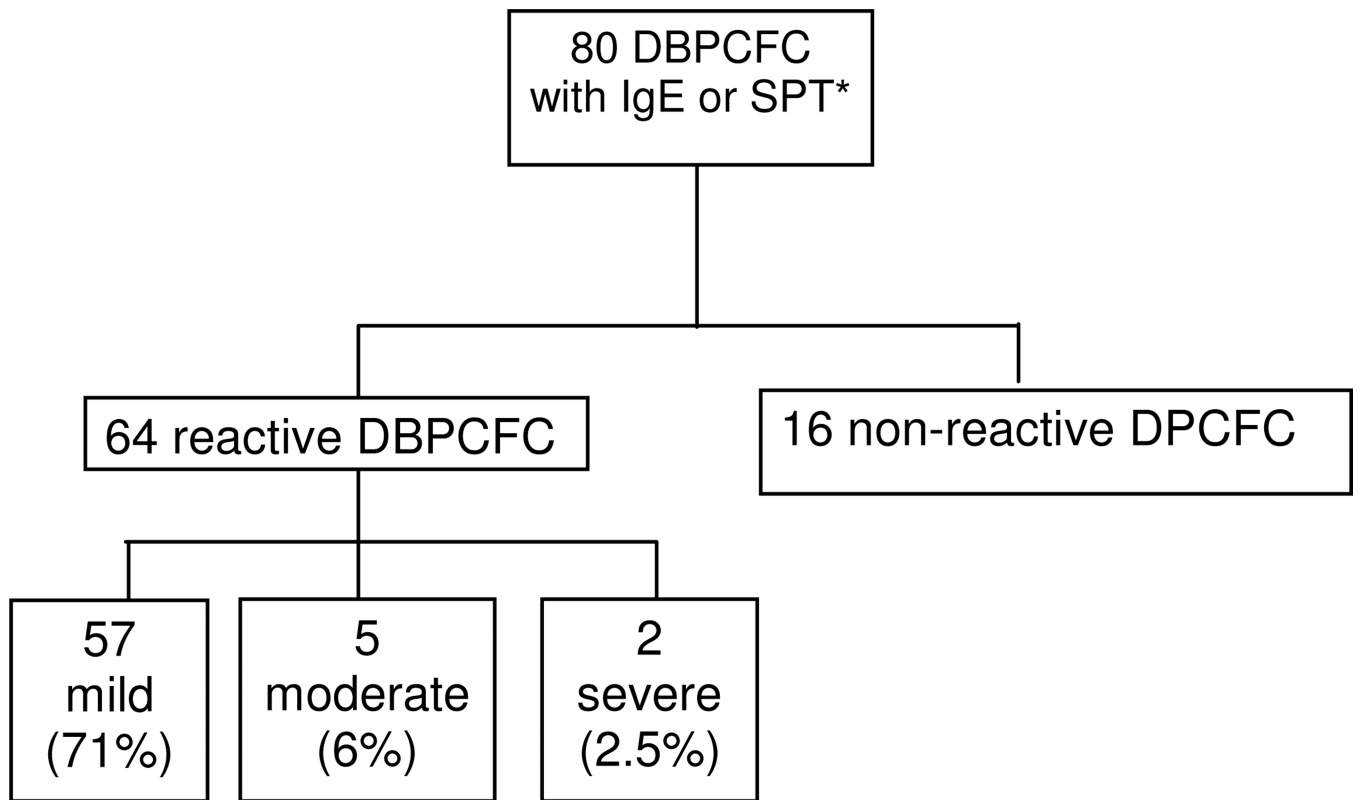 80 DBPCFC
with IgE or SPT*
64 reactive DBPCFC
16 non-reactive DPCFC
57
mild
(71%)
5
moderate
(6%)
2
severe
(2.5%)